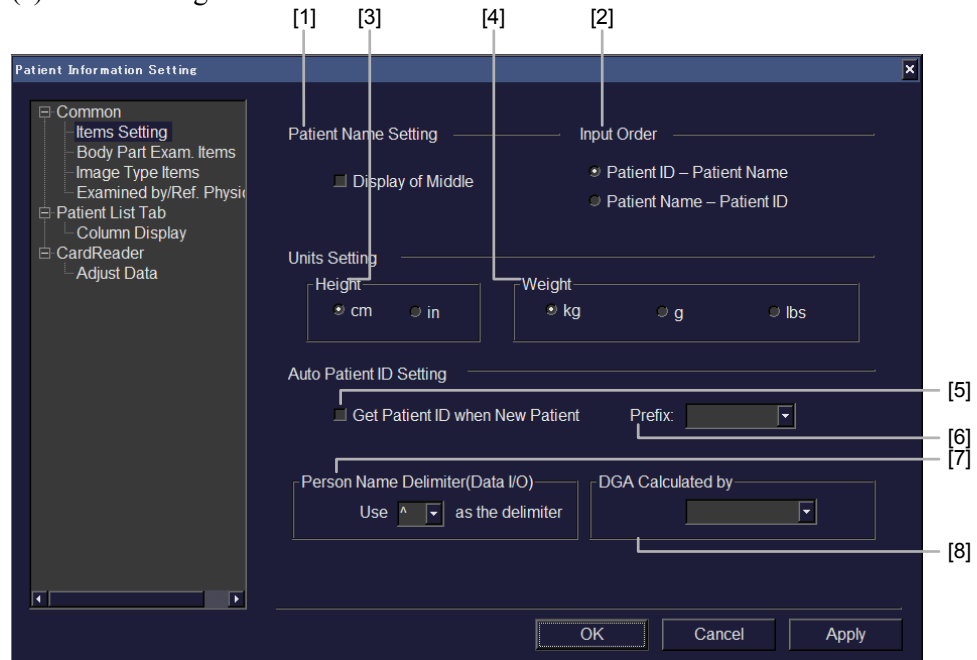 [1] [3] [4] [2]
Patient Information Setting
Common
Items Setting
Body Part Exam. Items
Image Type Items
Examined by/Ref. Physic
Patient List Tab
Column Display
CardReader
Adjust Data
Patient Name Setting
Display of Middle
Input Order
Patient ID – Patient Name
Patient Name – Patient ID
Units Setting
Height
cm in
Weight
kg g lbs
Auto Patient ID Setting
Get Patient ID when New Patient Prefix:
[5]
[6]
[7]
Person Name Delimiter(Data I/O)
Use ^ as the delimiter
DGA Calculated by
[8]
OK Cancel Apply